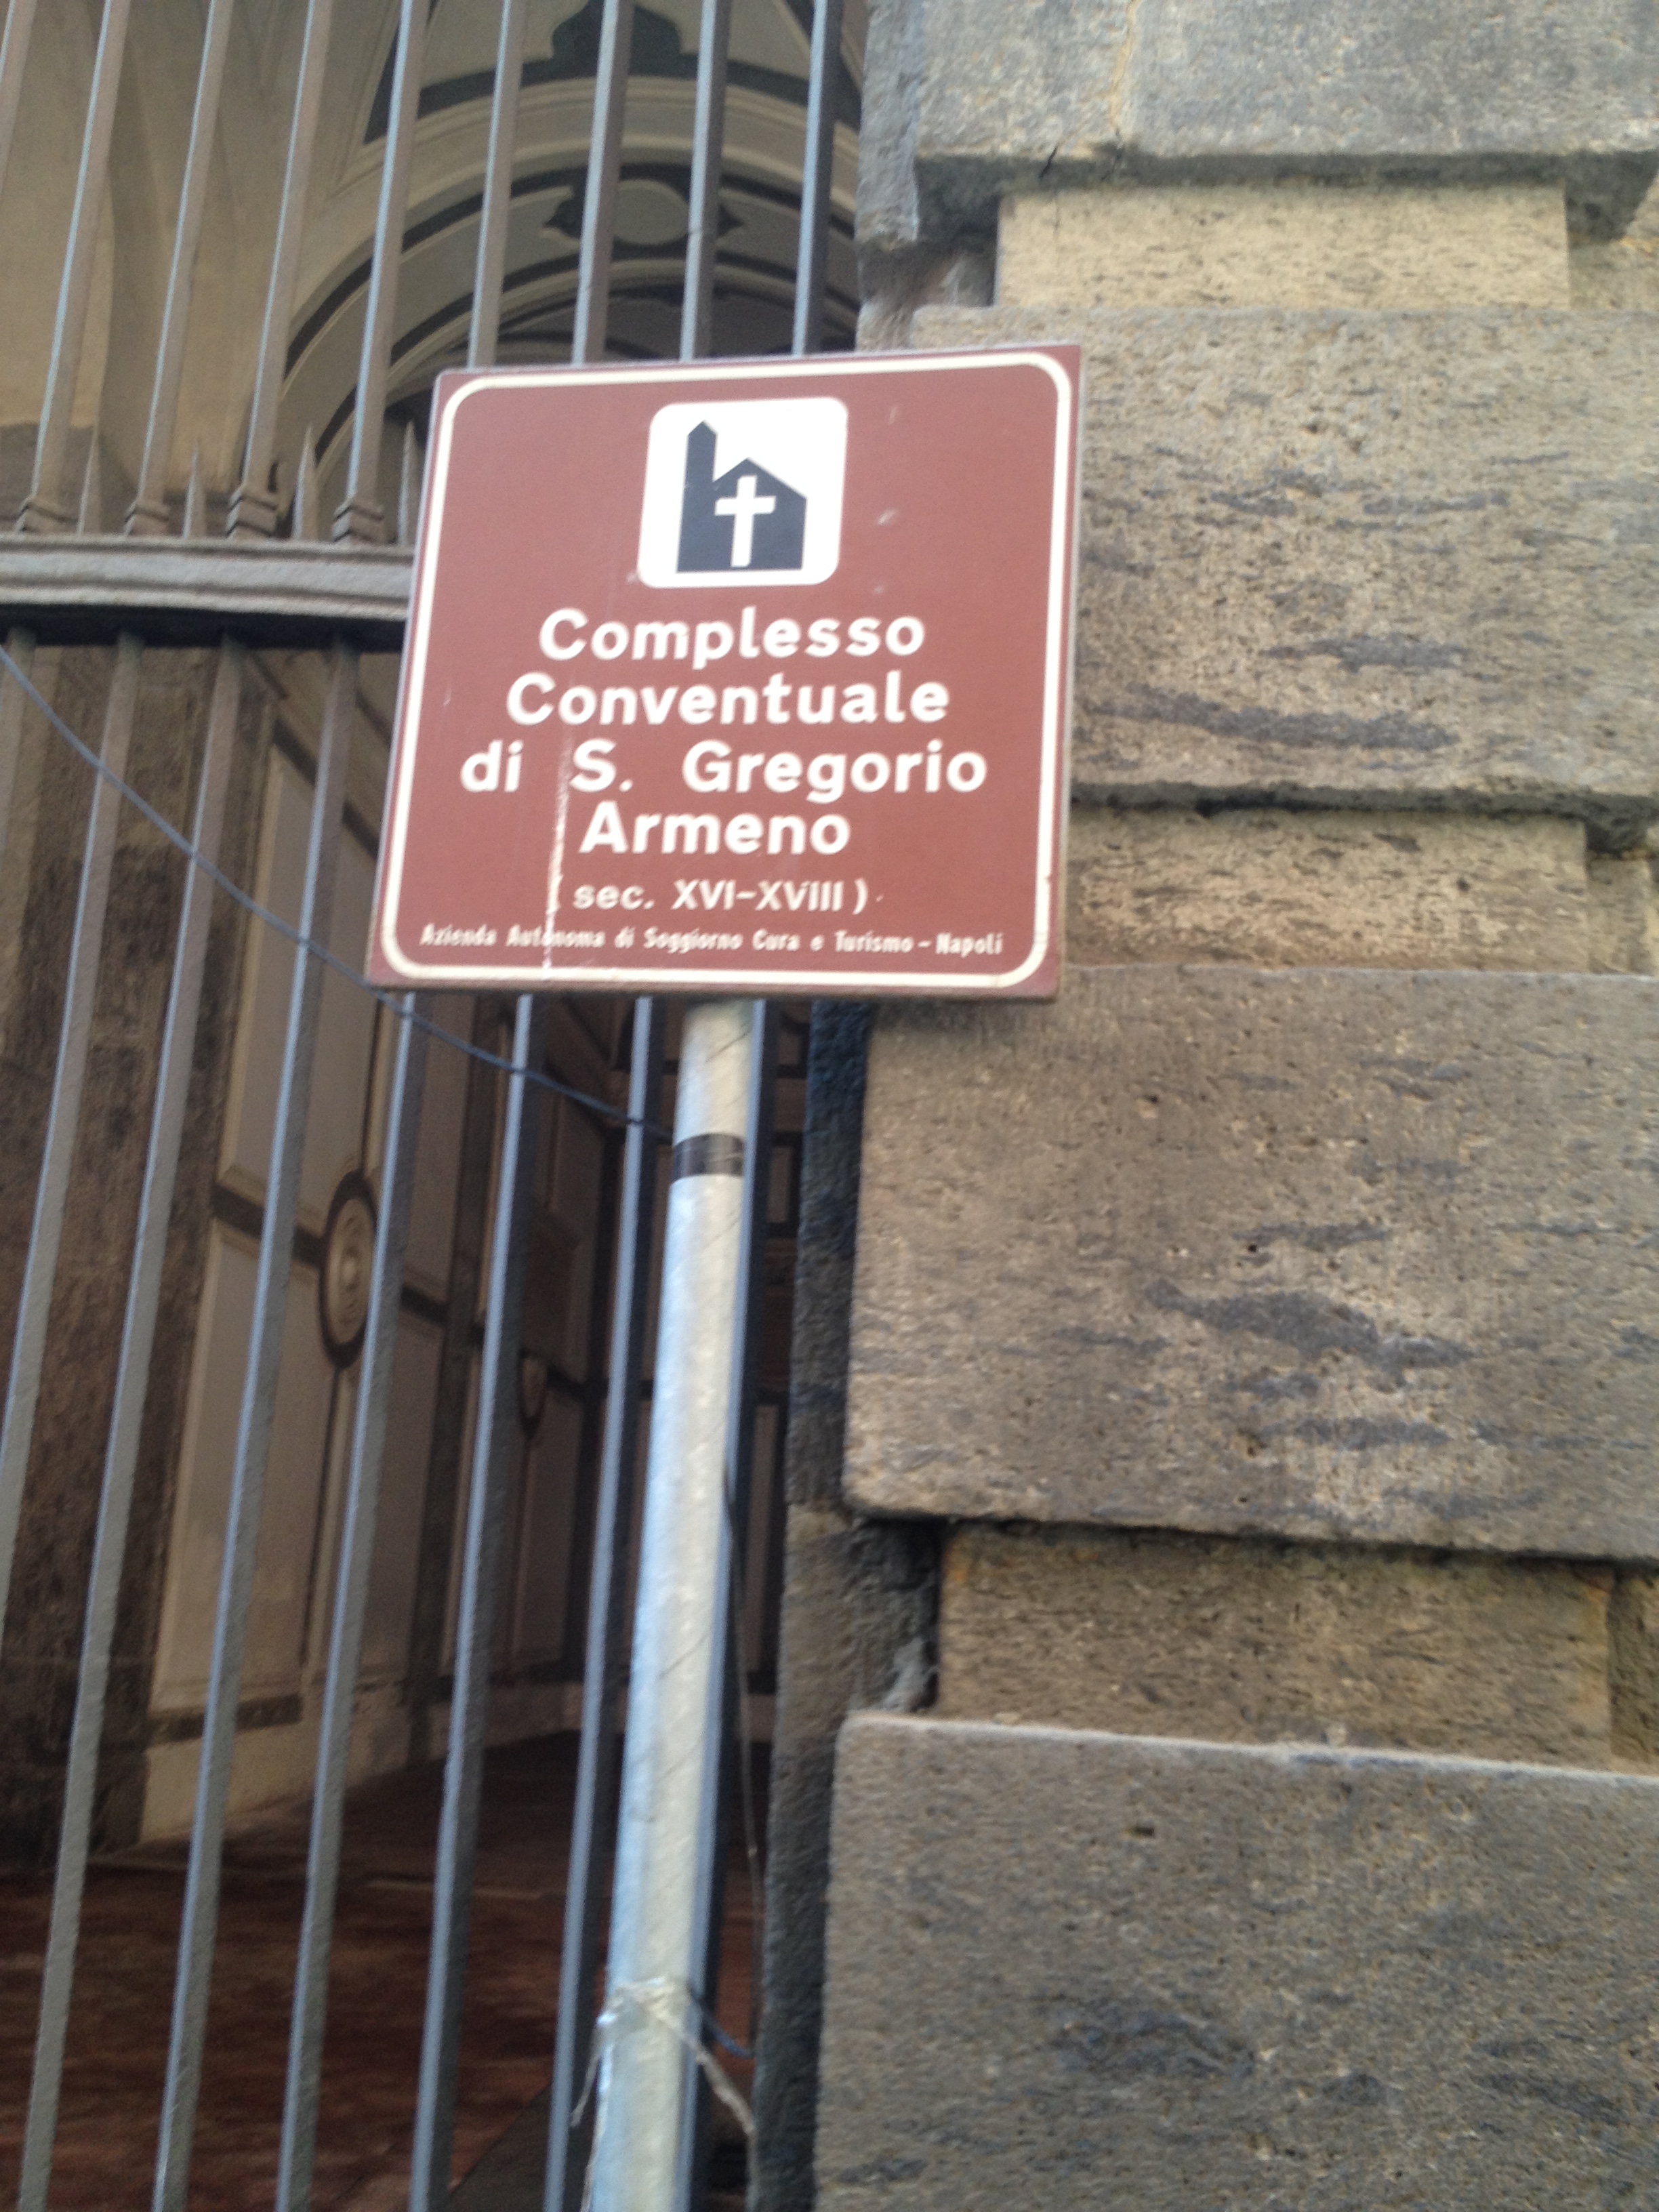 Complesso
Conventuale
di S. Gregorio
Armeno
( sec. XVI-XVIII )
Azienda Autonoma di Soggiorno Cura e Turismo - Napoli